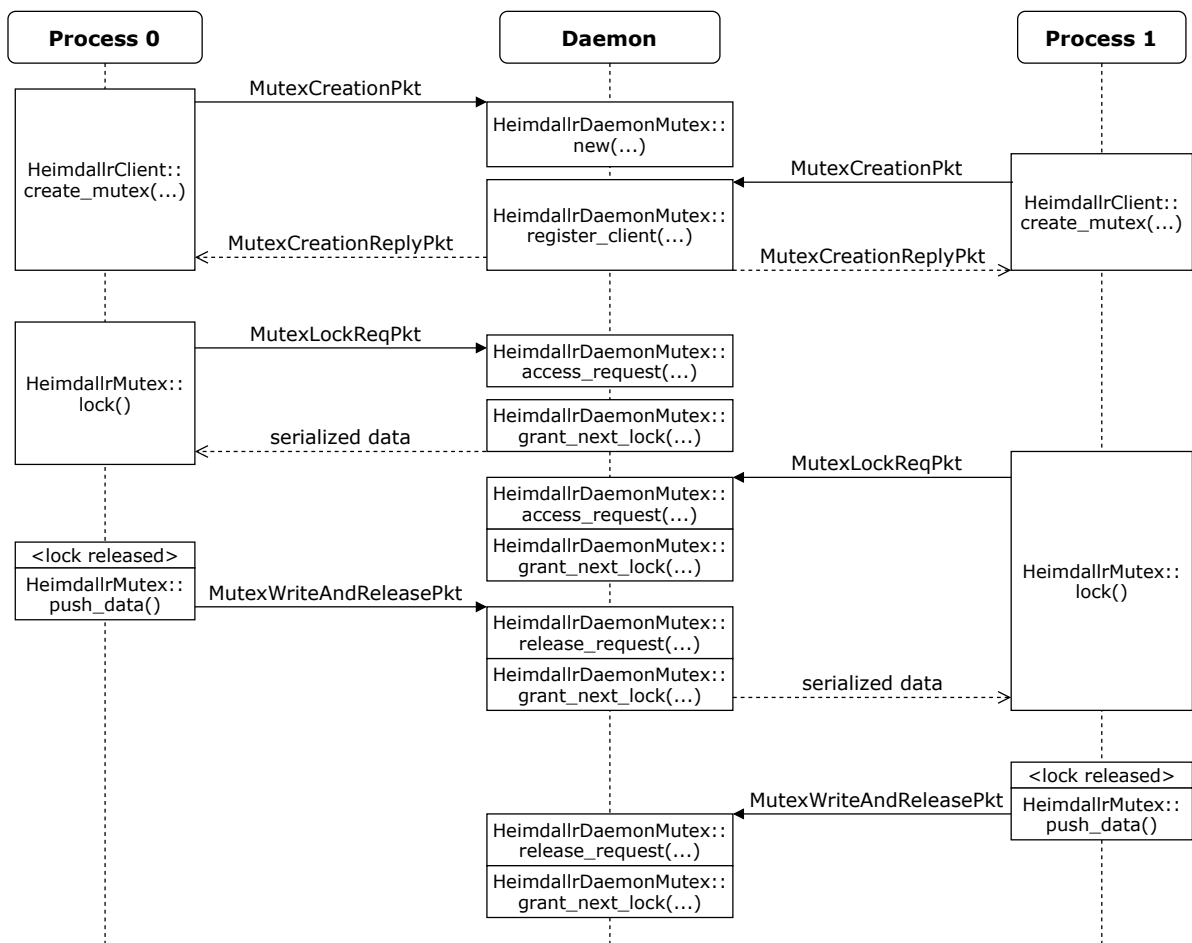 Process 0
Daemon
Process 1
MutexCreationPkt
HeimdallrDaemonMutex::
new(...)
HeimdallrClient::
create_mutex(...)
MutexCreationPkt
HeimdallrDaemonMutex::
register_client(...)
HeimdallrClient::
create_mutex(...)
MutexCreationReplyPkt
MutexCreationReplyPkt
MutexLockReqPkt
HeimdallrDaemonMutex::
access_request(...)
HeimdallrMutex::
lock()
HeimdallrDaemonMutex::
grant_next_lock(...)
serialized data
MutexLockReqPkt
HeimdallrDaemonMutex::
access_request(...)
HeimdallrDaemonMutex::
grant_next_lock(...)
<lock released>
HeimdallrMutex::
push_data()
HeimdallrMutex::
lock()
MutexWriteAndReleasePkt
HeimdallrDaemonMutex::
release_request(...)
HeimdallrDaemonMutex::
grant_next_lock(...)
serialized data
<lock released>
MutexWriteAndReleasePkt
HeimdallrMutex::
push_data()
HeimdallrDaemonMutex::
release_request(...)
HeimdallrDaemonMutex::
grant_next_lock(...)